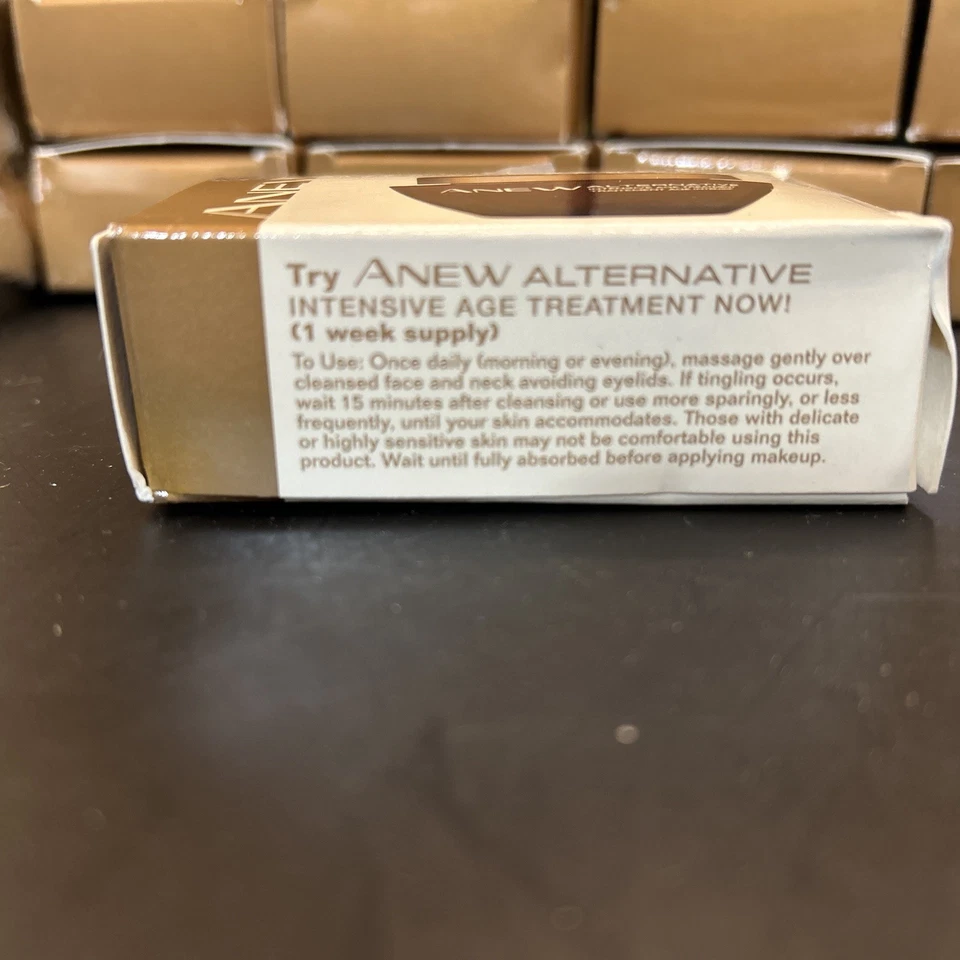 ANE
ANEW ALTERNATIVE
Try ANEW ALTERNATIVE
INTENSIVE AGE TREATMENT NOW!
(1 week supply)
To Use: Once daily (morning or evening), massage gently over
cleansed face and neck avoiding eyelids. If tingling occurs,
wait 15 minutes after cleansing or use more sparingly, or less
frequently, until your skin accommodates. Those with delicate
or highly sensitive skin may not be comfortable using this
product. Wait until fully absorbed before applying makeup.